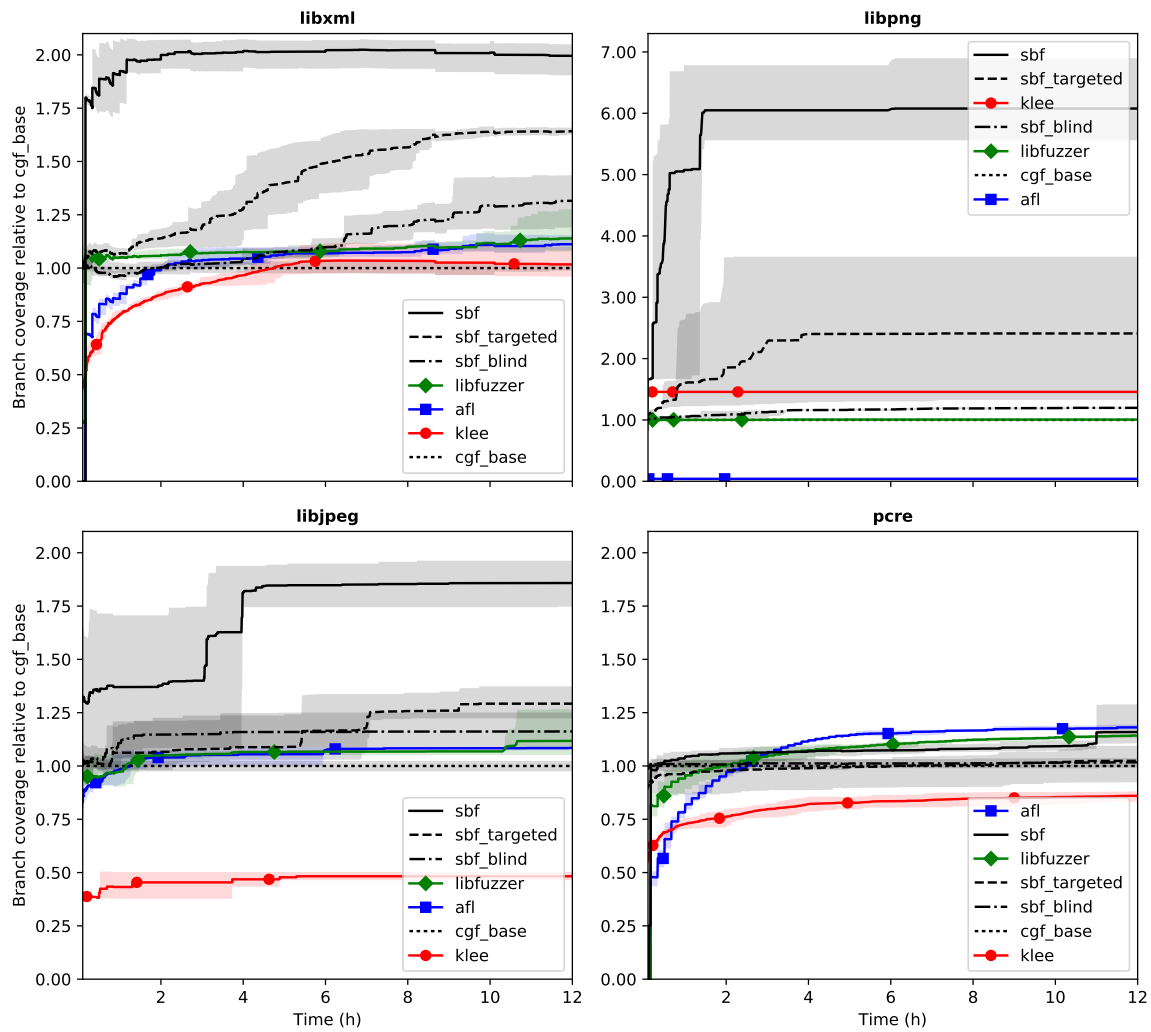 libxml
Branch coverage relative to cgf_base
2.00
1.75
1.50
1.25
1.00
0.75
0.50
0.25
0.00
sbf
sbf_targeted
sbf_blind
libfuzzer
afl
klee
cgf_base
libpng
7.00
6.00
5.00
4.00
3.00
2.00
1.00
0.00
sbf
sbf_targeted
klee
sbf_blind
libfuzzer
cgf_base
afl
libjpeg
Branch coverage relative to cgf_base
2.00
1.75
1.50
1.25
1.00
0.75
0.50
0.25
0.00
sbf
sbf_targeted
sbf_blind
libfuzzer
afl
cgf_base
klee
2 4 6 8 10 12
Time (h)
pcre
2.00
1.75
1.50
1.25
1.00
0.75
0.50
0.25
0.00
afl
sbf
libfuzzer
sbf_targeted
sbf_blind
cgf_base
klee
2 4 6 8 10 12
Time (h)